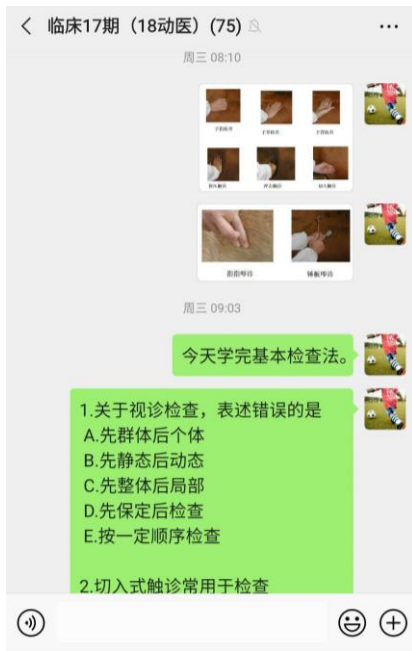 临床17期（18动医）(75)
周三 08:10
指指叩诊
锤板叩诊
周三 09:03
今天学完基本检查法。
1.关于视诊检查，表述错误的是
A.先群体后个体
B.先静态后动态
C.先整体后局部
D.先保定后检查
E.按一定顺序检查
2.切入式触诊常用于检查